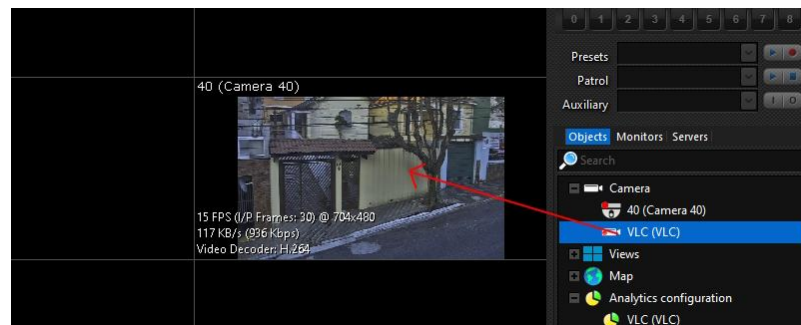 0 1 2 3 4 5 6 7 8
Presets
Patrol
Auxiliary
I O
40 (Camera 40)
15 FPS (I/P Frames: 30) @ 704x480
117 KB/s (936 Kbps)
Video Decoder: H.264
Objects Monitors Servers
Search
Camera
40 (Camera 40)
VLC (VLC)
Views
Map
Analytics configuration
VLC (VLC)